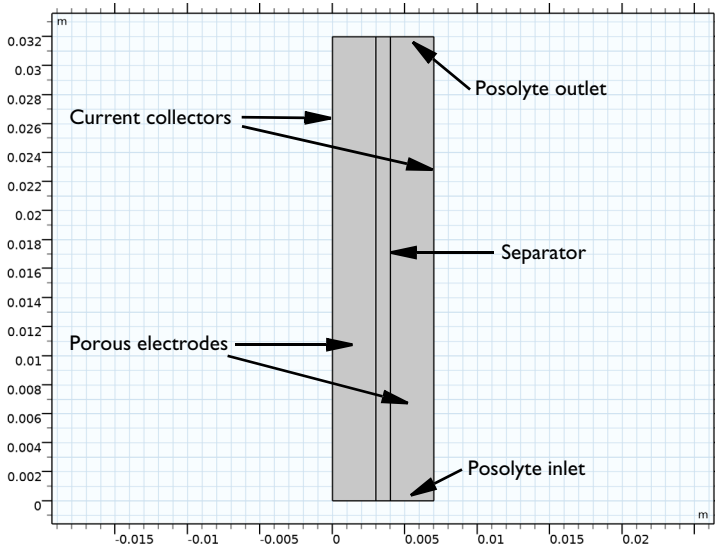 m
0.032
0.03
Posolyte outlet
0.028
Current collectors
0.026
0.024
0.022
0.02
0.018
Separator
0.016
0.014
0.012
Porous electrodes
0.01
0.008
0.006
0.004
Posolyte inlet
0.002
0
m
-0.015 -0.01 -0.005 0 0.005 0.01 0.015 0.02